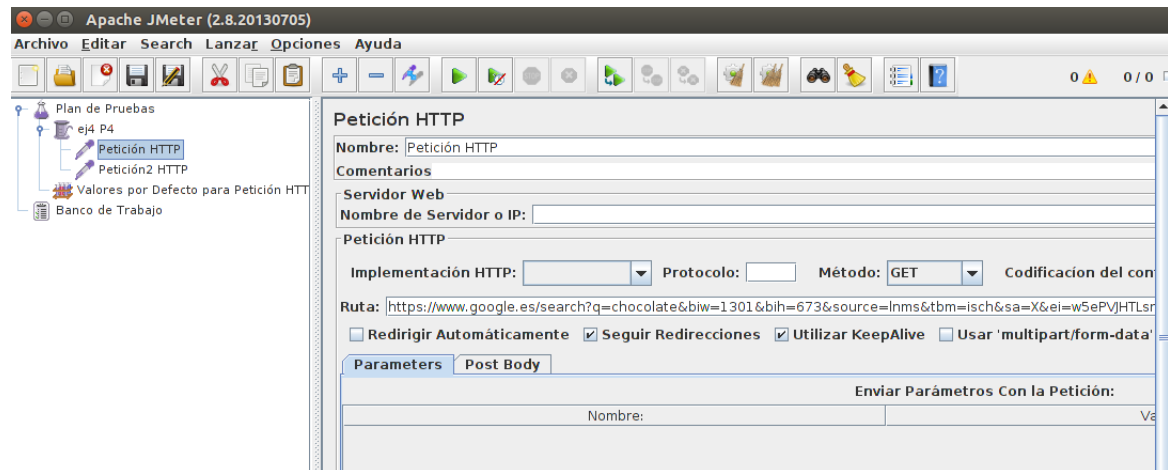 Apache JMeter (2.8.20130705)
Archivo Editar Search Lanzar Opciones Ayuda
0 0 / 0
Plan de Pruebas
ej4 P4
Petición HTTP
Petición2 HTTP
Valores por Defecto para Petición HTT
Banco de Trabajo
Petición HTTP
Nombre: Petición HTTP
Comentarios
Servidor Web
Nombre de Servidor o IP:
Petición HTTP
Implementación HTTP: Protocolo: Método: GET Codificacíon del con
Ruta: https://www.google.es/search?q=chocolate&biw=1301&bih=673&source=lnms&tbm=isch&sa=X&ei=w5ePVJHTLsr
Redirigir Automáticamente Seguir Redirecciones Utilizar KeepAlive Usar 'multipart/form-data'
Parameters Post Body
Enviar Parámetros Con la Petición:
Nombre: Va